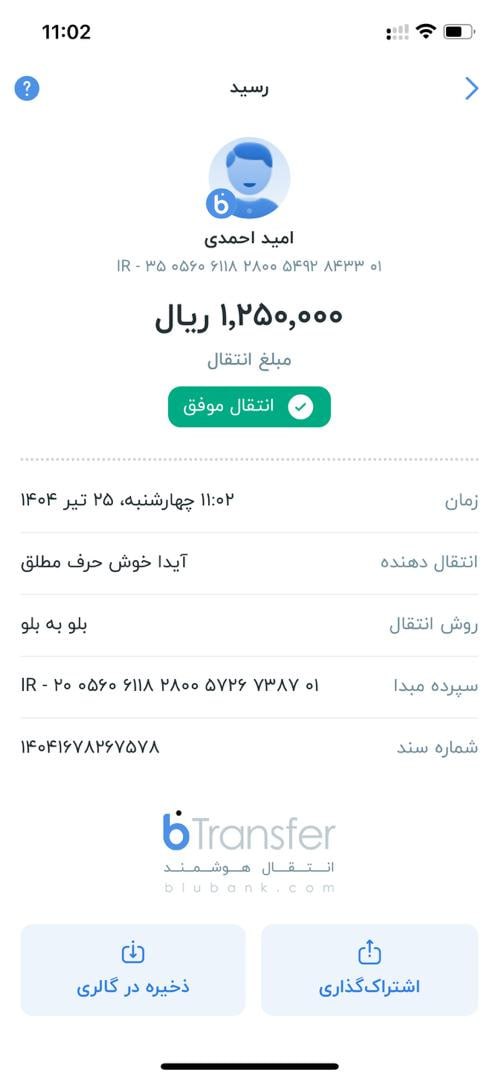 11:02
?
رسید
b
امید احمدی
IR - ۳۵ ۰۵۶۰ ۶۱۱۸ ۲۸۰۰ ۵۴۹۲ ۸۴۳۳ ۰۱
۱,۲۵۰,۰۰۰ ریال
مبلغ انتقال
انتقال موفق
زمان ۱۱:۰۲ چهارشنبه، ۲۵ تیر ۱۴۰۴
انتقال دهنده آیدا خوش حرف مطلق
روش انتقال بلو به بلو
سپرده مبدا IR - ۲۰ ۰۵۶۰ ۶۱۱۸ ۲۸۰۰ ۵۷۲۶ ۷۳۸۷ ۰۱
شماره سند ۱۴۰۴۱۶۷۸۲۶۷۵۷۸
bTransfer
انـتـقـال هـوشـمـنـد
blubank.com
اشتراک‌گذاری
ذخیره در گالری